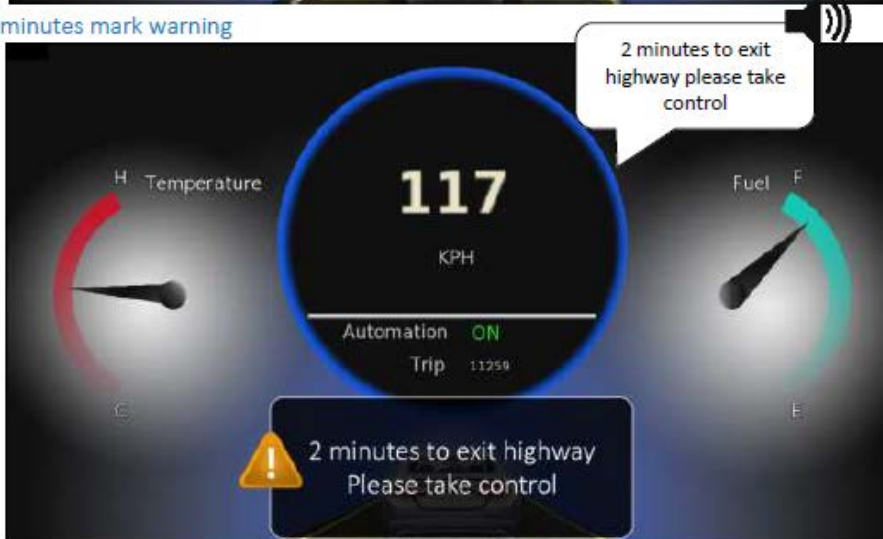 minutes mark warning
2 minutes to exit
highway please take
control
H Temperature
Fuel F
117
KPH
Automation ON
Trip 11259
C
E
2 minutes to exit highway
Please take control